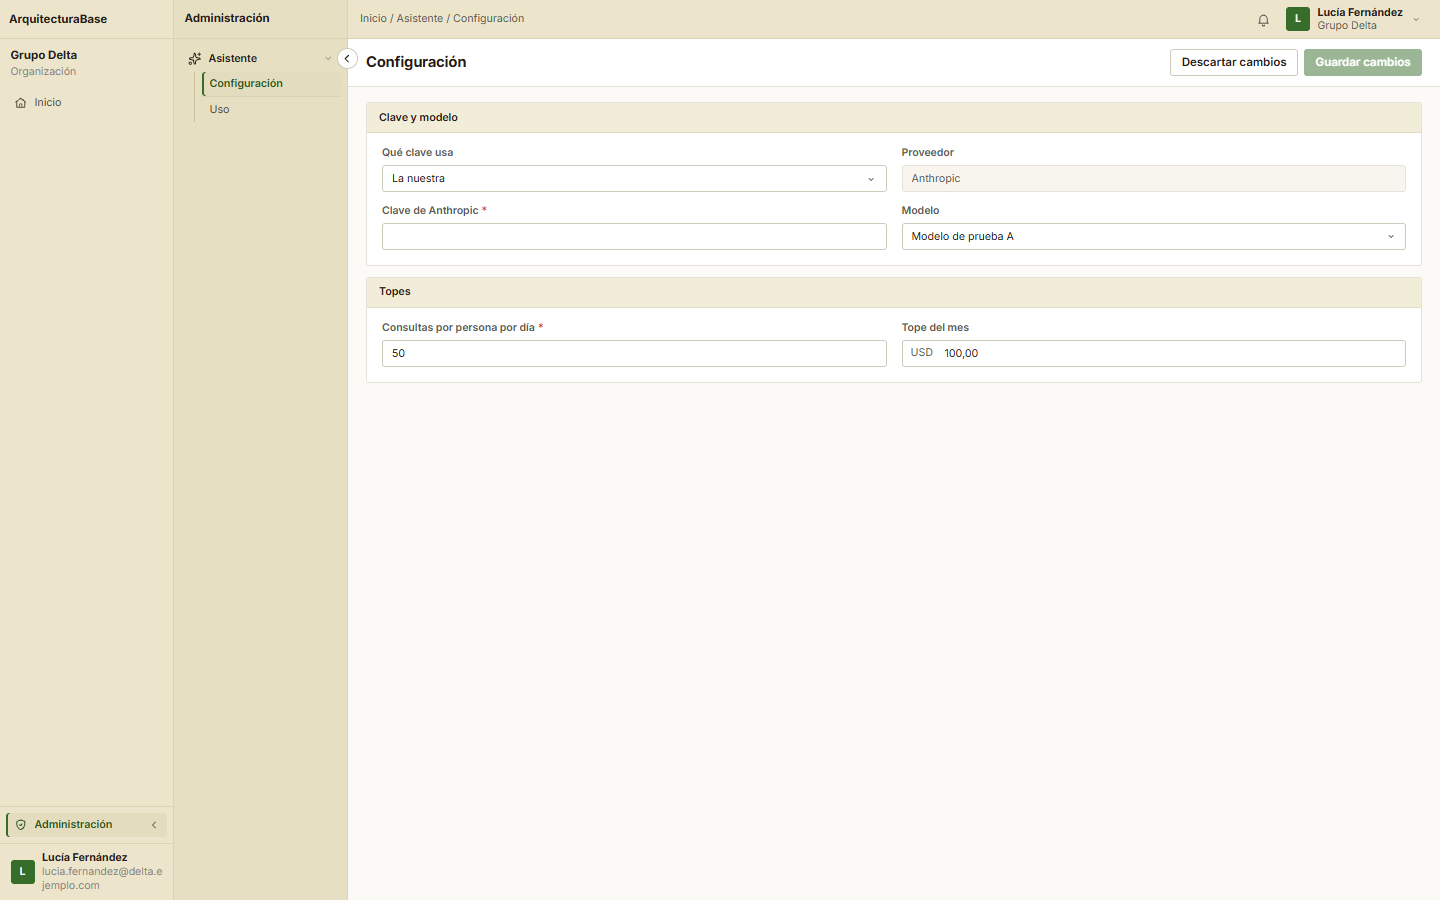 ArquitecturaBase
Grupo Delta
Organización
Inicio
Administración
Lucía Fernández
L
lucia.fernandez@delta.e
jemplo.com
Administración
Asistente
Configuración
Uso
Inicio / Asistente / Configuración
L
Lucía Fernández
Grupo Delta
Configuración
Descartar cambios
Guardar cambios
Clave y modelo
Qué clave usa
La nuestra
Proveedor
Anthropic
Clave de Anthropic *
Modelo
Modelo de prueba A
Topes
Consultas por persona por día *
50
Tope del mes
USD 100,00